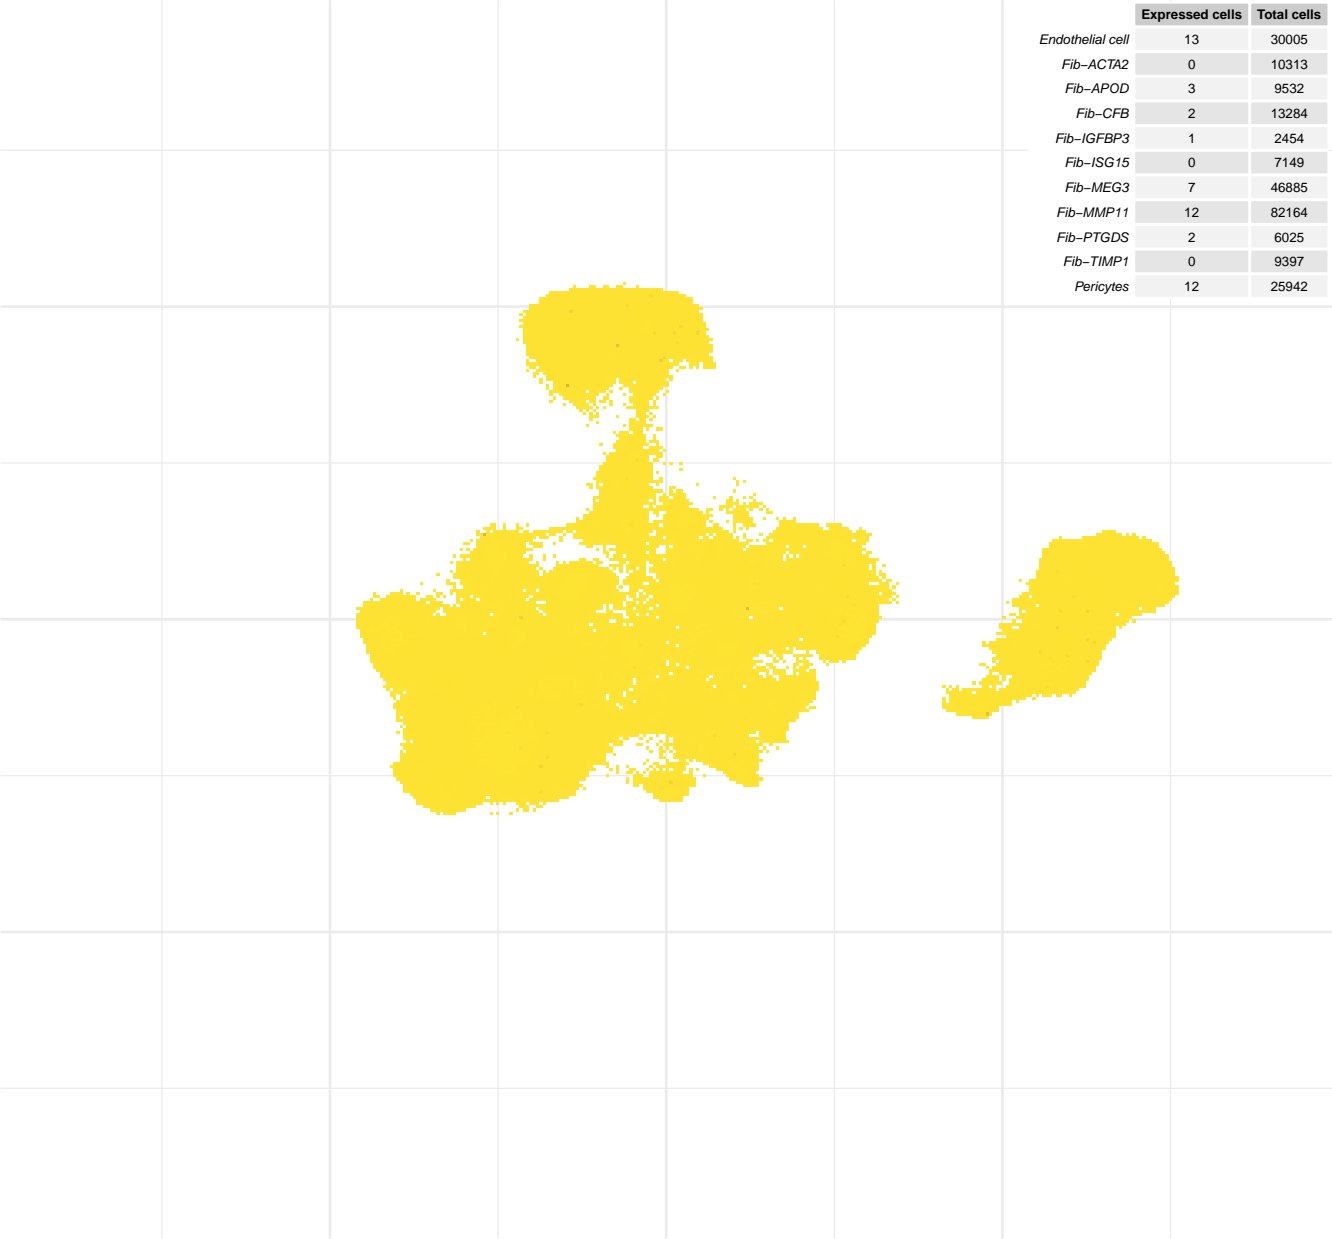 Expressed cells Total cells
Endothelial cell 13 30005
Fib−ACTA2 0 10313
Fib−APOD 3 9532
Fib−CFB 2 13284
Fib−IGFBP3 1 2454
Fib−ISG15 0 7149
Fib−MEG3 7 46885
Fib−MMP11 12 82164
Fib−PTGDS 2 6025
Fib−TIMP1 0 9397
Pericytes 12 25942